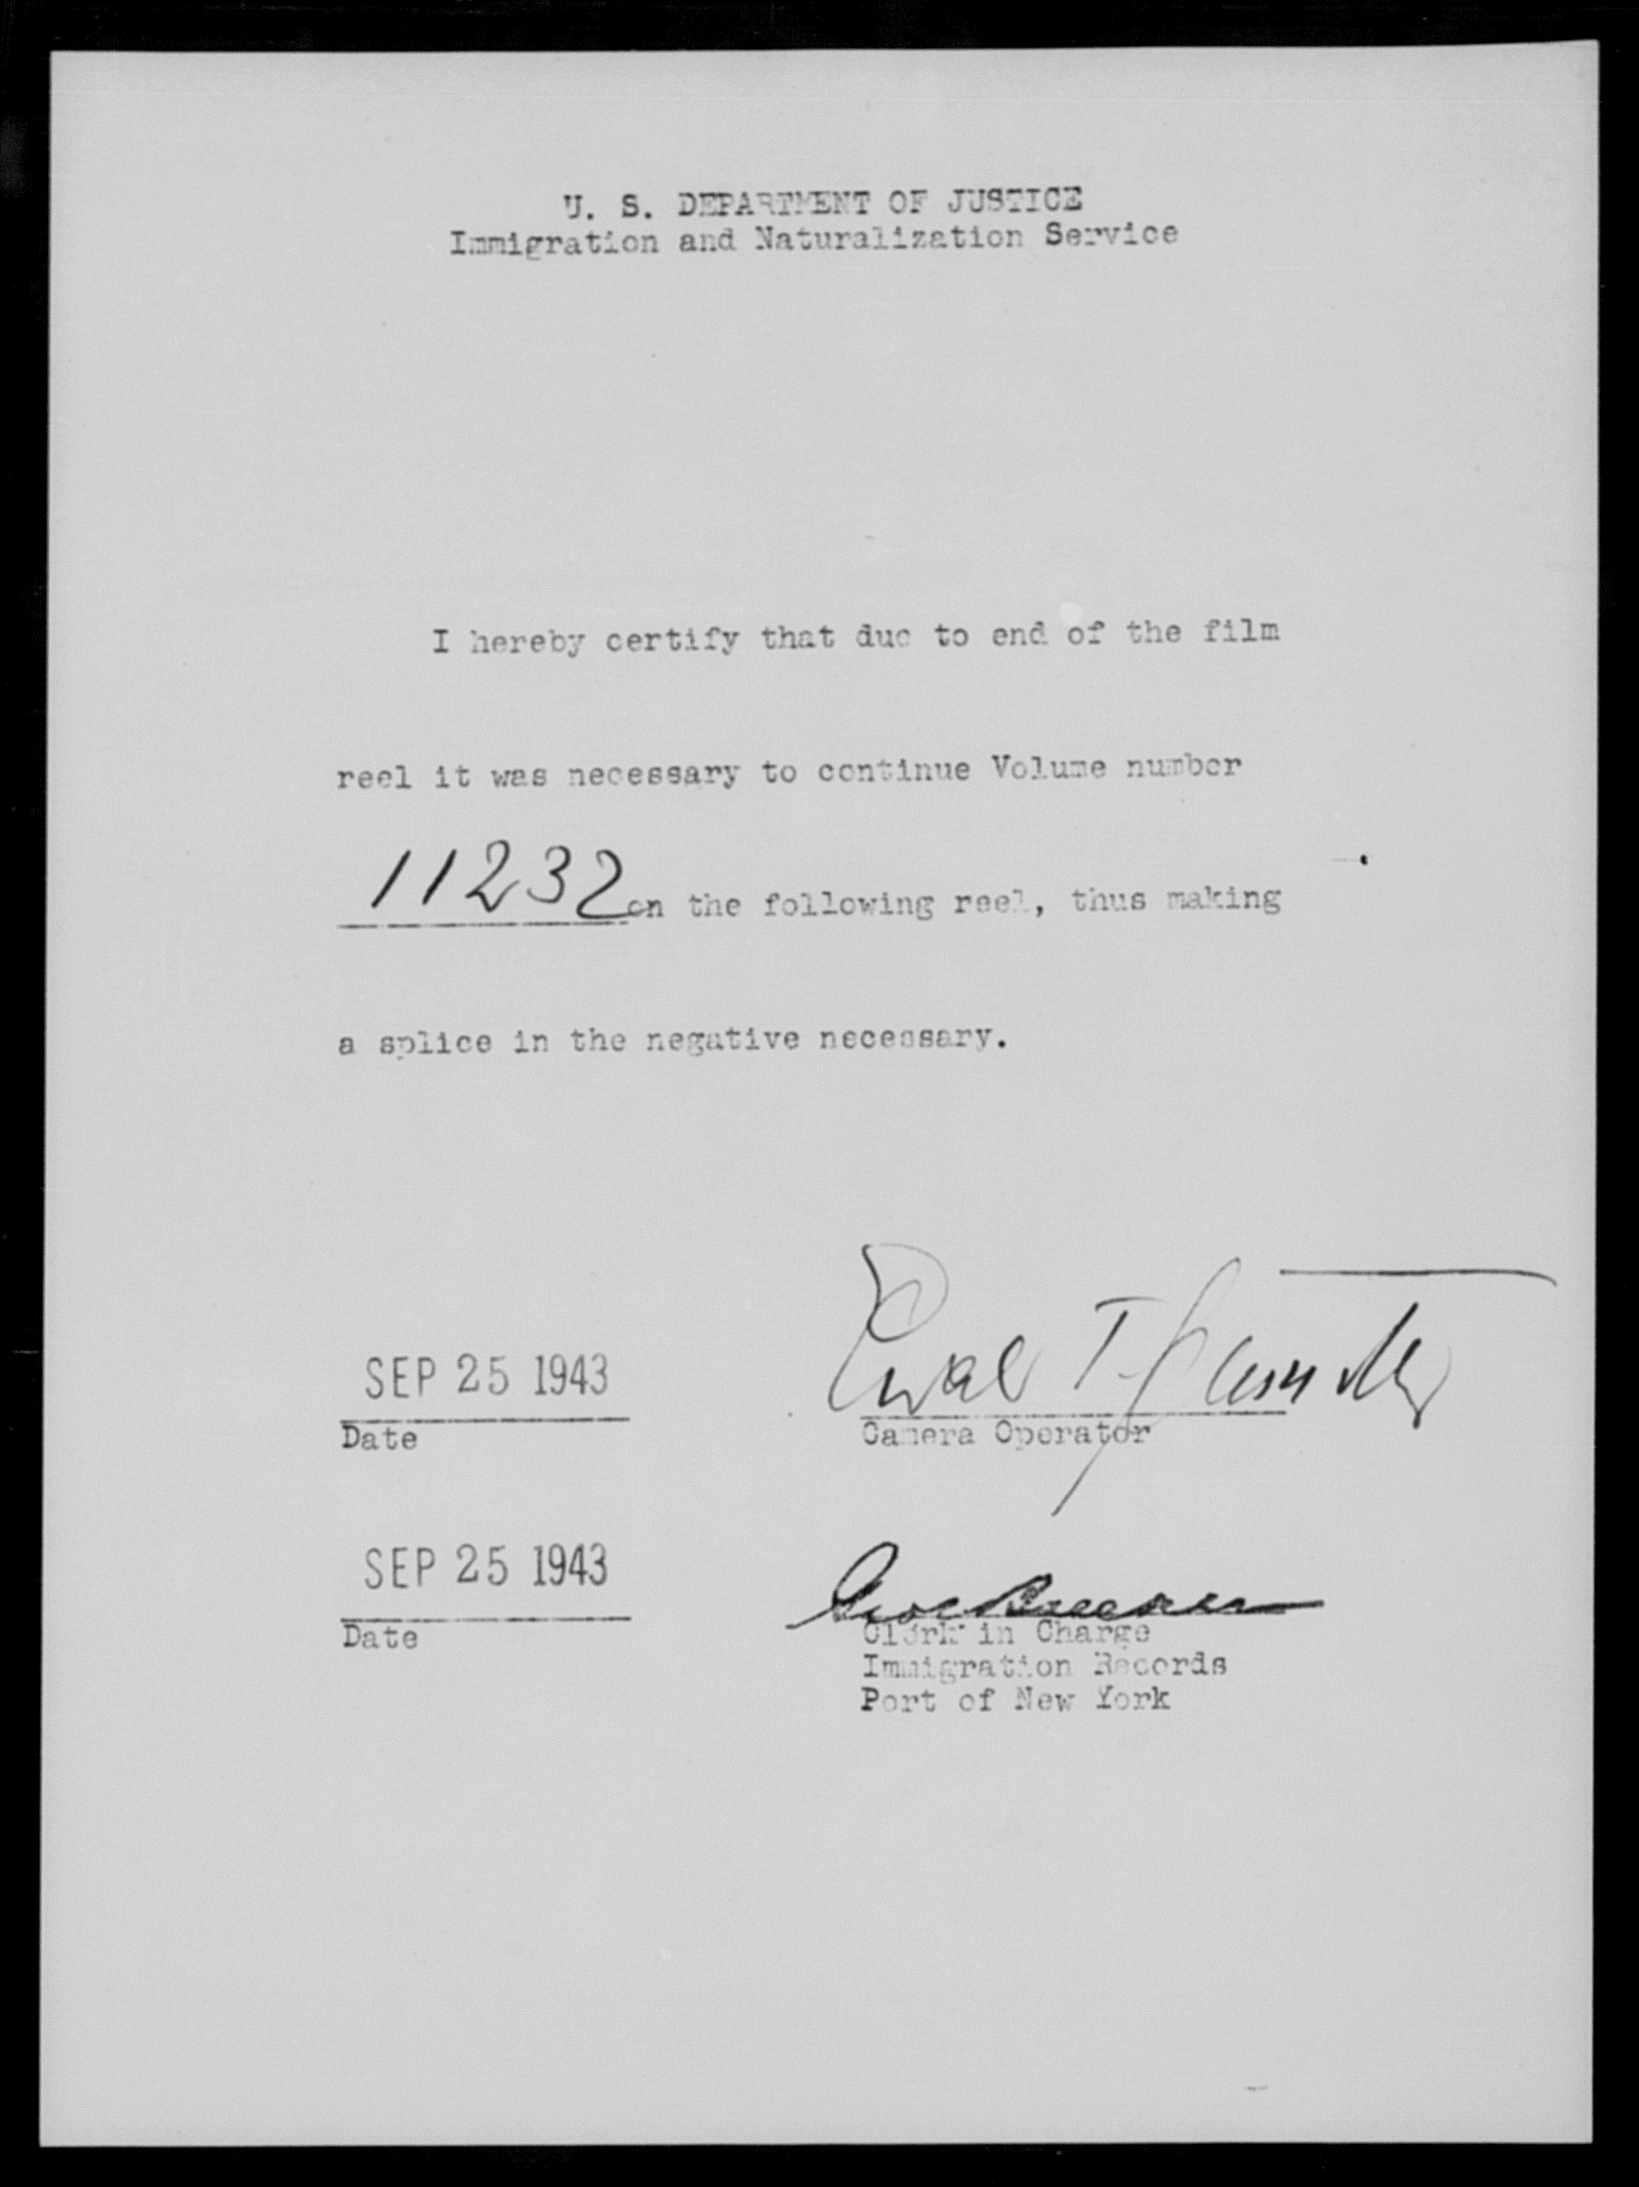 U. S. DEPARTMENT OF JUSTICE
Immigration and Naturalization Service
I hereby certify that due to end of the film
reel it was necessary to continue Volume number
11232 on the following reel, thus making
a splice in the negative necessary.
SEP 25 1943
Date
T.
Camera Operator
SEP 25 1943
Date
Clerk in Charge
Immigration Records
Port of New York